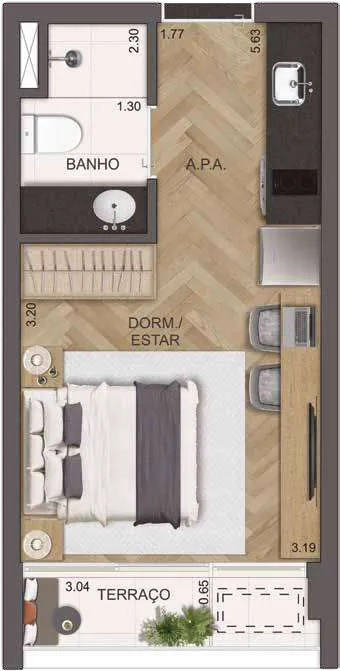 1.77
2.30
5.63
1.30
BANHO
A.P.A.
3.20
DORM./
ESTAR
3.19
3.04
TERRAÇO
0.65